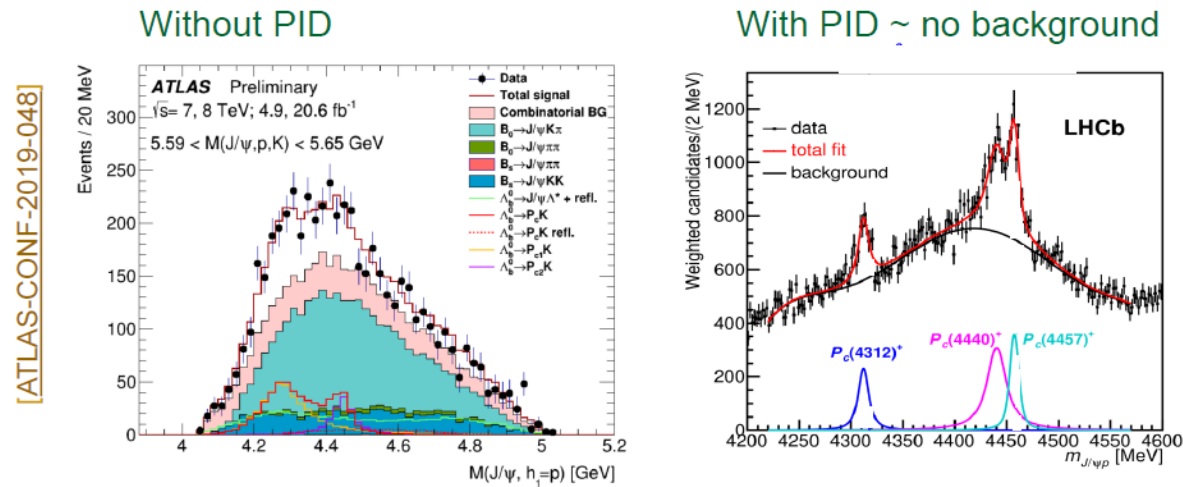 Without PID
With PID ~ no background
[ATLAS-CONF-2019-048]
ATLAS Preliminary
√s= 7, 8 TeV; 4.9, 20.6 fb⁻¹
5.59 < M(J/ψ,p,K) < 5.65 GeV
Events / 20 MeV
300
250
200
150
100
50
0
Data
Total signal
Combinatorial BG
B₀→J/ψKπ
B₀→J/ψππ
Bₛ→J/ψππ
Bₛ→J/ψKK
Λ⁰b→J/ψΛ* + refl.
Λ⁰b→PcK
Λ⁰b→PcK refl.
Λ⁰b→Pc1K
Λ⁰b→Pc2K
4 4.2 4.4 4.6 4.8 5 5.2
M(J/ψ, h₁=p) [GeV]
Weighted candidates/(2 MeV)
1200
1000
800
600
400
200
0
LHCb
data
total fit
background
Pc(4312)⁺
Pc(4440)⁺
Pc(4457)⁺
4200 4250 4300 4350 4400 4450 4500 4550 4600
mJ/ψp [MeV]